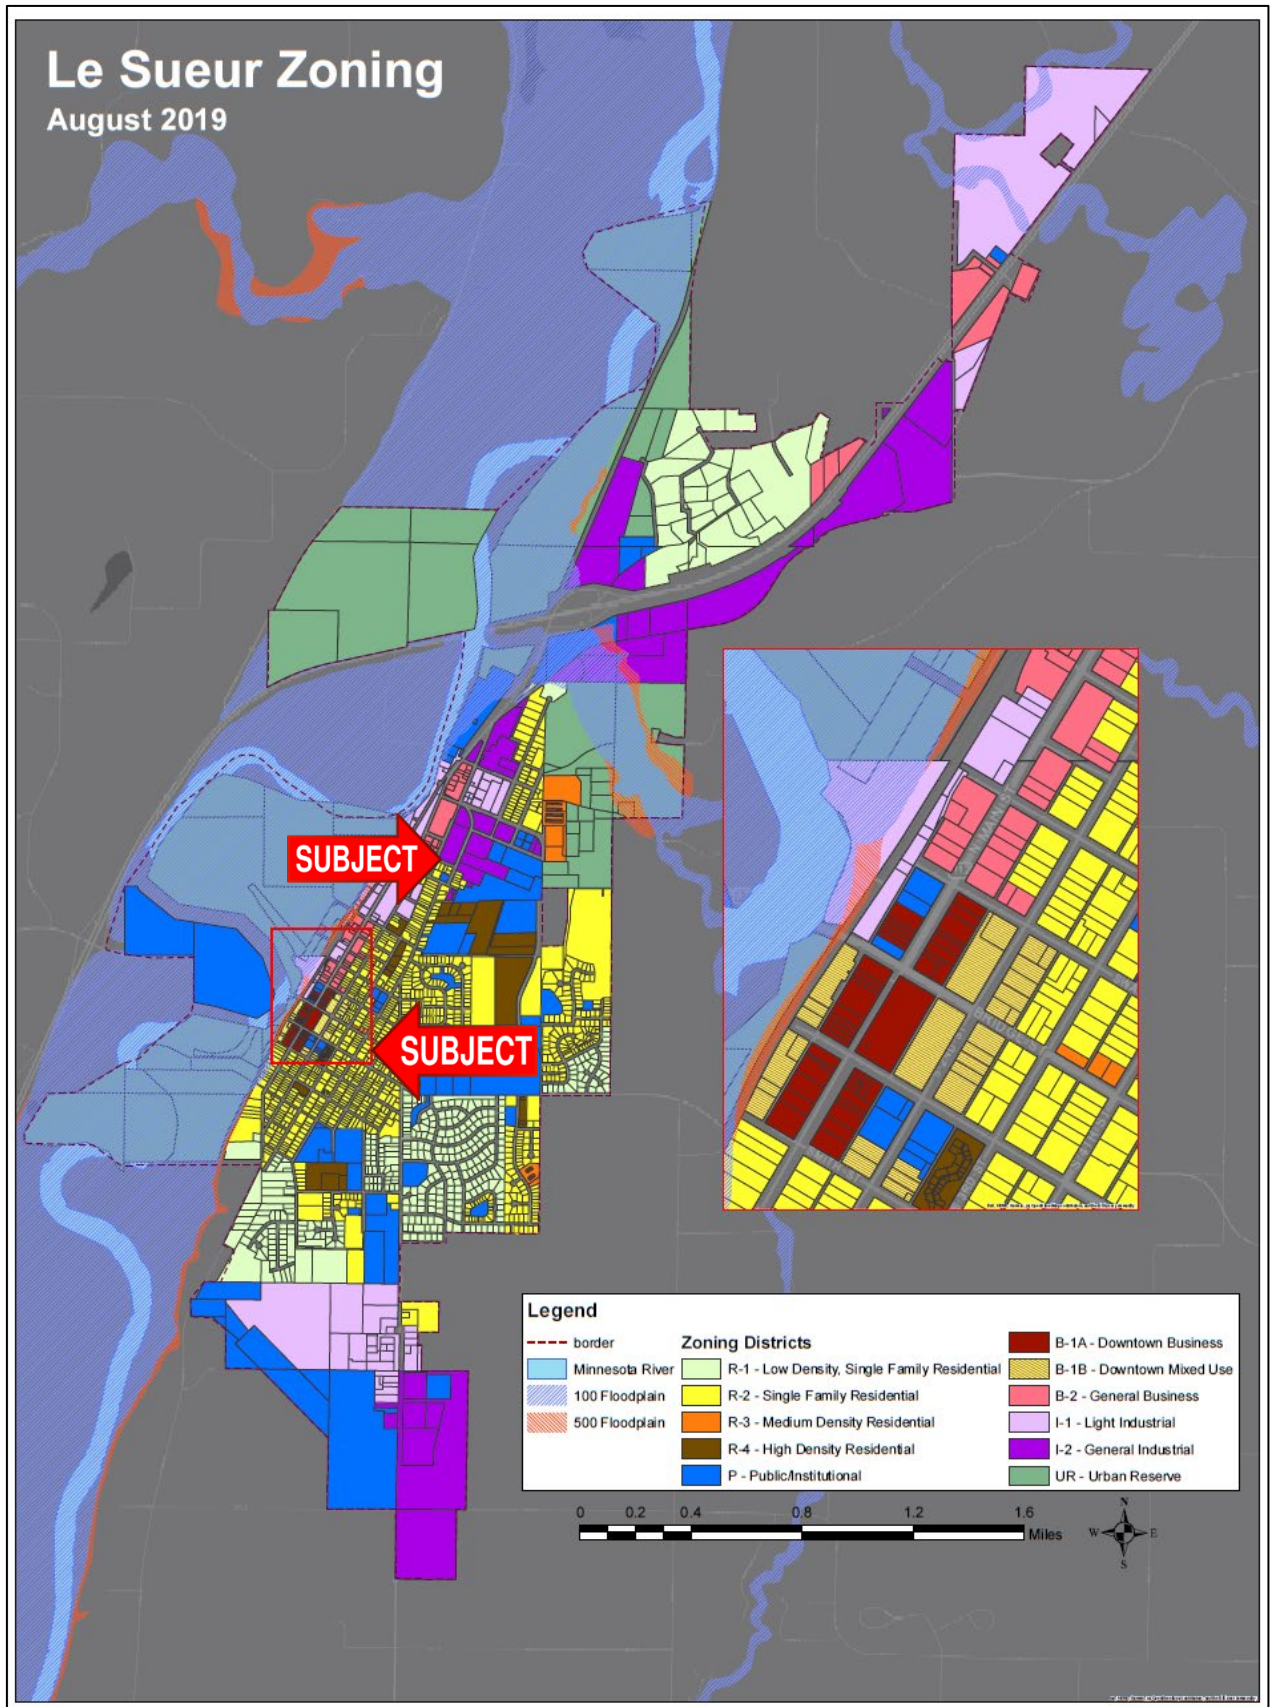 Le Sueur Zoning
August 2019
SUBJECT
SUBJECT
Legend
border
Minnesota River
100 Floodplain
500 Floodplain
Zoning Districts
R-1 - Low Density, Single Family Residential
R-2 - Single Family Residential
R-3 - Medium Density Residential
R-4 - High Density Residential
P - Public/Institutional
B-1A - Downtown Business
B-1B - Downtown Mixed Use
B-2 - General Business
I-1 - Light Industrial
I-2 - General Industrial
UR - Urban Reserve
0 0.2 0.4 0.8 1.2 1.6
Miles
N
W E
S